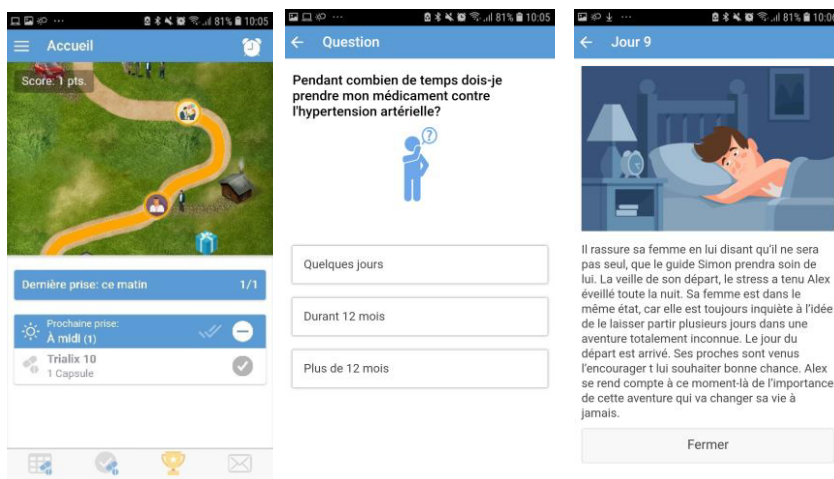 81% 10:05
Accueil
Score: 1 pts.
Dernière prise: ce matin 1/1
Prochaine prise:
À midi (1)
Trialix 10
1 Capsule
81% 10:05
Question
Pendant combien de temps dois-je
prendre mon médicament contre
l'hypertension artérielle?
?
Quelques jours
Durant 12 mois
Plus de 12 mois
81% 10:06
Jour 9
Il rassure sa femme en lui disant qu'il ne sera
pas seul, que le guide Simon prendra soin de
lui. La veille de son départ, le stress a tenu Alex
éveillé toute la nuit. Sa femme est dans le
même état, car elle est toujours inquiète à l'idée
de le laisser partir plusieurs jours dans une
aventure totalement inconnue. Le jour du
départ est arrivé. Ses proches sont venus
l'encourager t lui souhaiter bonne chance. Alex
se rend compte à ce moment-là de l'importance
de cette aventure qui va changer sa vie à
jamais.
Fermer